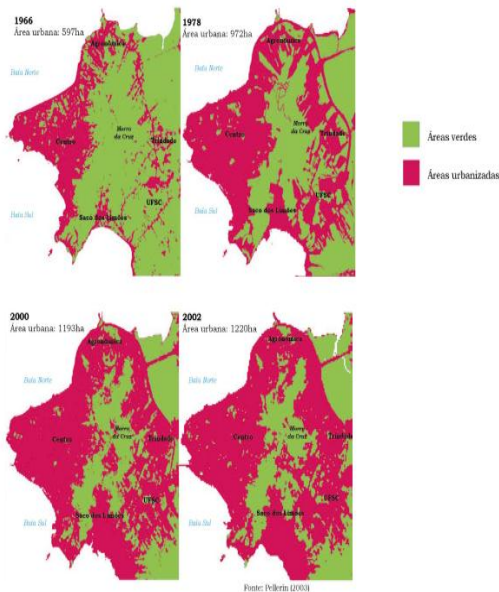 1966
Área urbana: 597ha
Agronômica
Baía Norte
Morro
da Cruz
Centro
Trindade
UFSC
Baía Sul
Saco dos Limões
1978
Área urbana: 972ha
Agronômica
Baía Norte
Morro
da Cruz
Centro
Trindade
UFSC
Baía Sul
Saco dos Limões
Áreas verdes
Áreas urbanizadas
2000
Área urbana: 1193ha
Agronômica
Baía Norte
Morro
da Cruz
Centro
Trindade
UFSC
Saco dos Limões
Baía Sul
2002
Área urbana: 1220ha
Agronômica
Baía Norte
Morro
da Cruz
Centro
Trindade
UFSC
Saco dos Limões
Baía Sul
Fonte: Pellerin (2003)